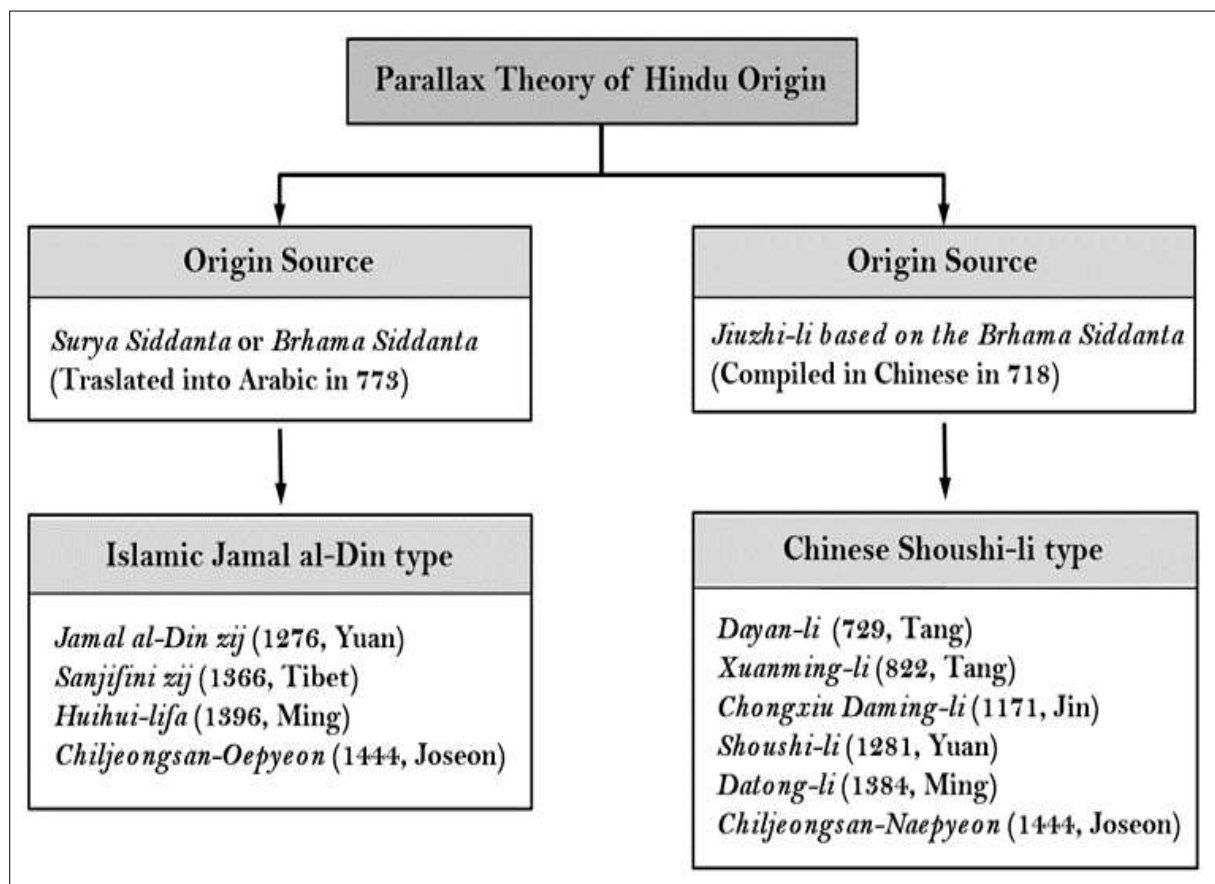 Parallax Theory of Hindu Origin
Origin Source
Surya Siddanta or Brhama Siddanta
(Traslated into Arabic in 773)
Origin Source
Jiuzhi-li based on the Brhama Siddanta
(Compiled in Chinese in 718)
Islamic Jamal al-Din type
Jamal al-Din zij (1276, Yuan)
Sanjifini zij (1366, Tibet)
Huihui-lifa (1396, Ming)
Chiljeongsan-Oepyeon (1444, Joseon)
Chinese Shoushi-li type
Dayan-li (729, Tang)
Xuanming-li (822, Tang)
Chongxiu Daming-li (1171, Jin)
Shoushi-li (1281, Yuan)
Datong-li (1384, Ming)
Chiljeongsan-Naepyeon (1444, Joseon)